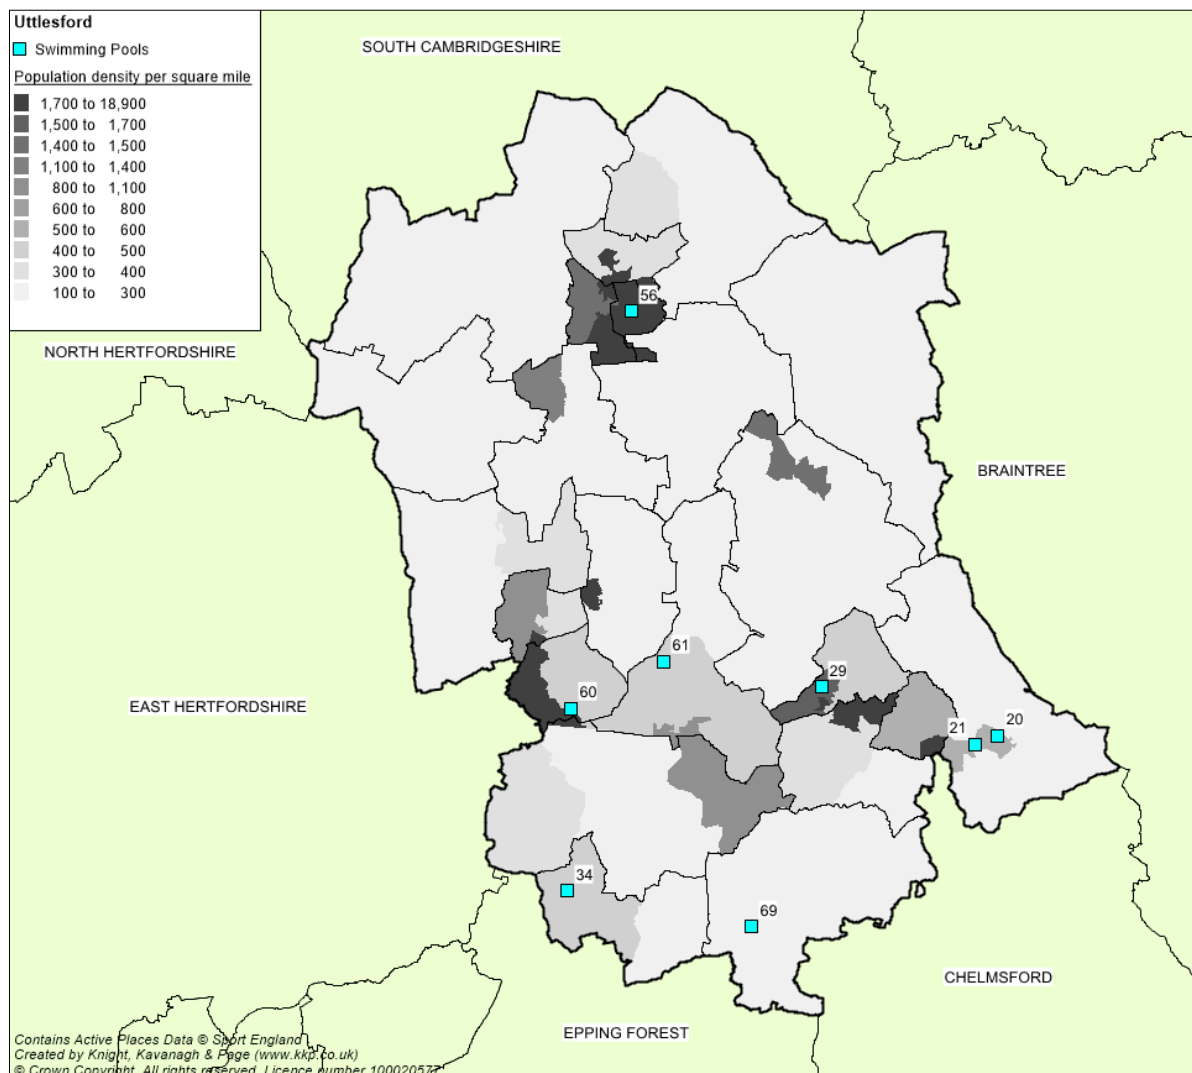 Uttlesford
Swimming Pools
Population density per square mile
1,700 to 18,900
1,500 to 1,700
1,400 to 1,500
1,100 to 1,400
800 to 1,100
600 to 800
500 to 600
400 to 500
300 to 400
100 to 300
SOUTH CAMBRIDGESHIRE
56
NORTH HERTFORDSHIRE
BRAINTREE
61
29
60
EAST HERTFORDSHIRE
20
21
34
69
CHELMSFORD
EPPING FOREST
Contains Active Places Data © Sport England
Created by Knight, Kavanagh & Page (www.kkp.co.uk)
© Crown Copyright. All rights reserved. Licence number 100020577